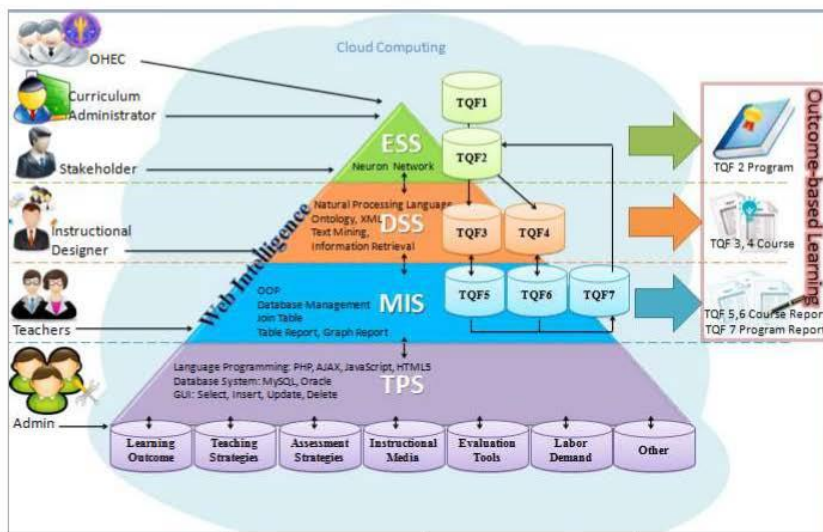 Cloud Computing
OHEC
Curriculum
Administrator
Stakeholder
Instructional
Designer
Teachers
Admin
Web Intelligence
ESS
Neuron Network
Natural Processing Language
Ontology, XML
DSS
Text Mining,
Information Retrieval
OOP
Database Management
MIS
Join Table
Table Report, Graph Report
Language Programming: PHP, AJAX, JavaScript, HTML5
Database System: MySQL, Oracle
TPS
GUI: Select, Insert, Update, Delete
TQF1
TQF2
TQF3
TQF4
TQF5
TQF6
TQF7
Learning
Outcome
Teaching
Strategies
Assessment
Strategies
Instructional
Media
Evaluation
Tools
Labor
Demand
Other
Outcome-based Learning
TQF 2 Program
TQF 3, 4 Course
TQF 5,6 Course Report
TQF 7 Program Report